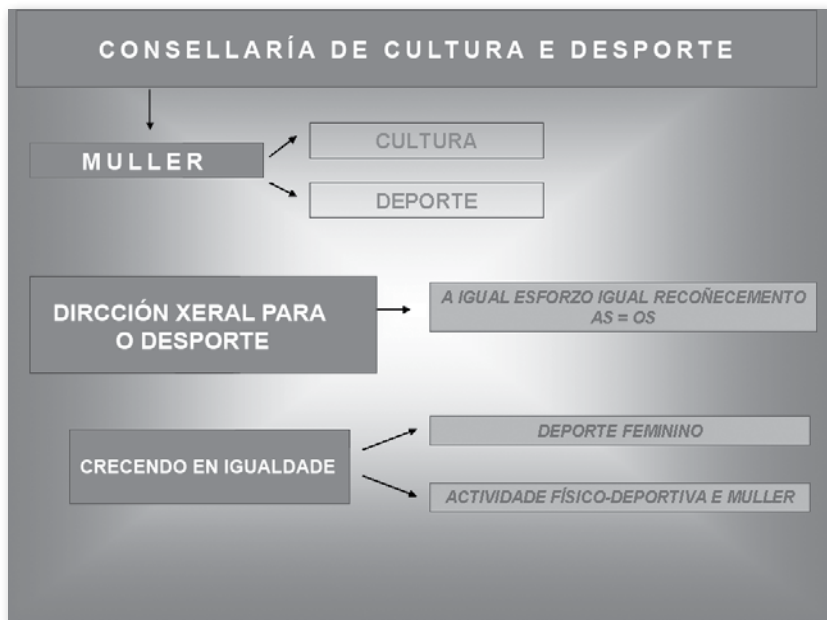 CONSELLARÍA DE CULTURA E DESPORTE
MULLER
CULTURA
DEPORTE
DIRCCIÓN XERAL PARA
O DESPORTE
A IGUAL ESFORZO IGUAL RECOÑECEMENTO
AS = OS
CRECENDO EN IGUALDADE
DEPORTE FEMININO
ACTIVIDADE FÍSICO-DEPORTIVA E MULLER